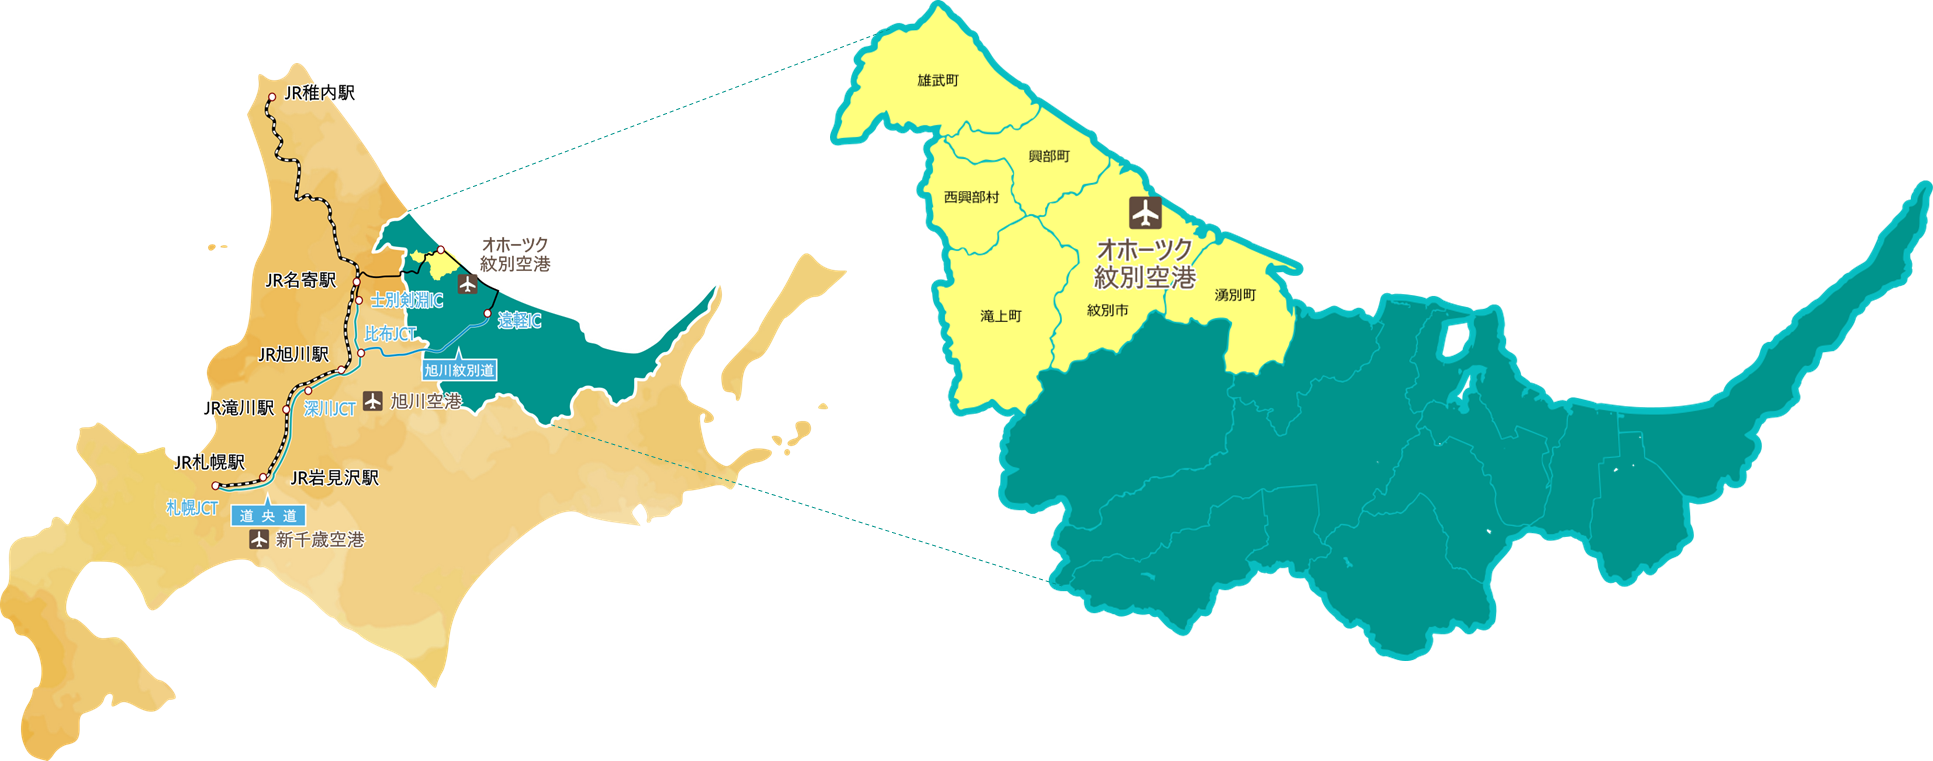 JR稚内駅
オホーツク
紋別空港
JR名寄駅
士別剣淵IC
遠軽IC
比布JCT
JR旭川駅
旭川紋別道
旭川空港
JR滝川駅
深川JCT
JR札幌駅
JR岩見沢駅
札幌JCT
道央道
新千歳空港
雄武町
興部町
西興部村
オホーツク
紋別空港
湧別町
紋別市
滝上町